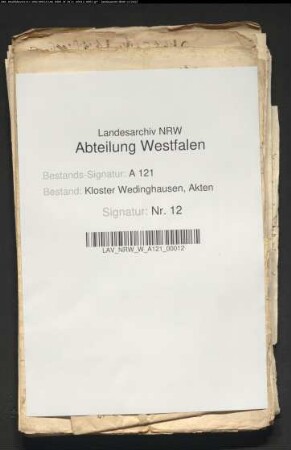 Landesarchiv NRW
Abteilung Westfalen
Bestands-Signatur: A 121
Bestand: Kloster Wedinghausen, Akten
Signatur: Nr. 12
LAV_NRW_W_A121_00012